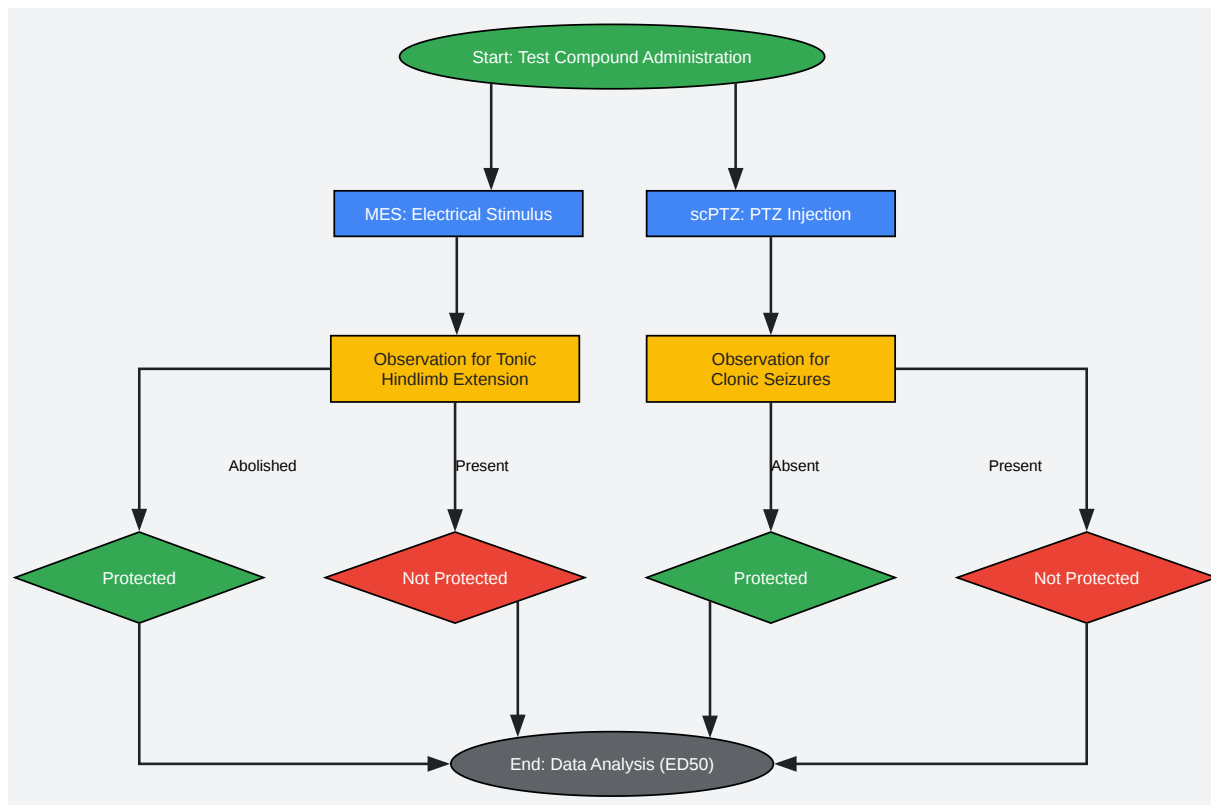 Start: Test Compound Administration
MES: Electrical Stimulus
scPTZ: PTZ Injection
Observation for Tonic
Hindlimb Extension
Observation for
Clonic Seizures
Abolished
Present
Absent
Present
Protected
Not Protected
Protected
Not Protected
End: Data Analysis (ED50)